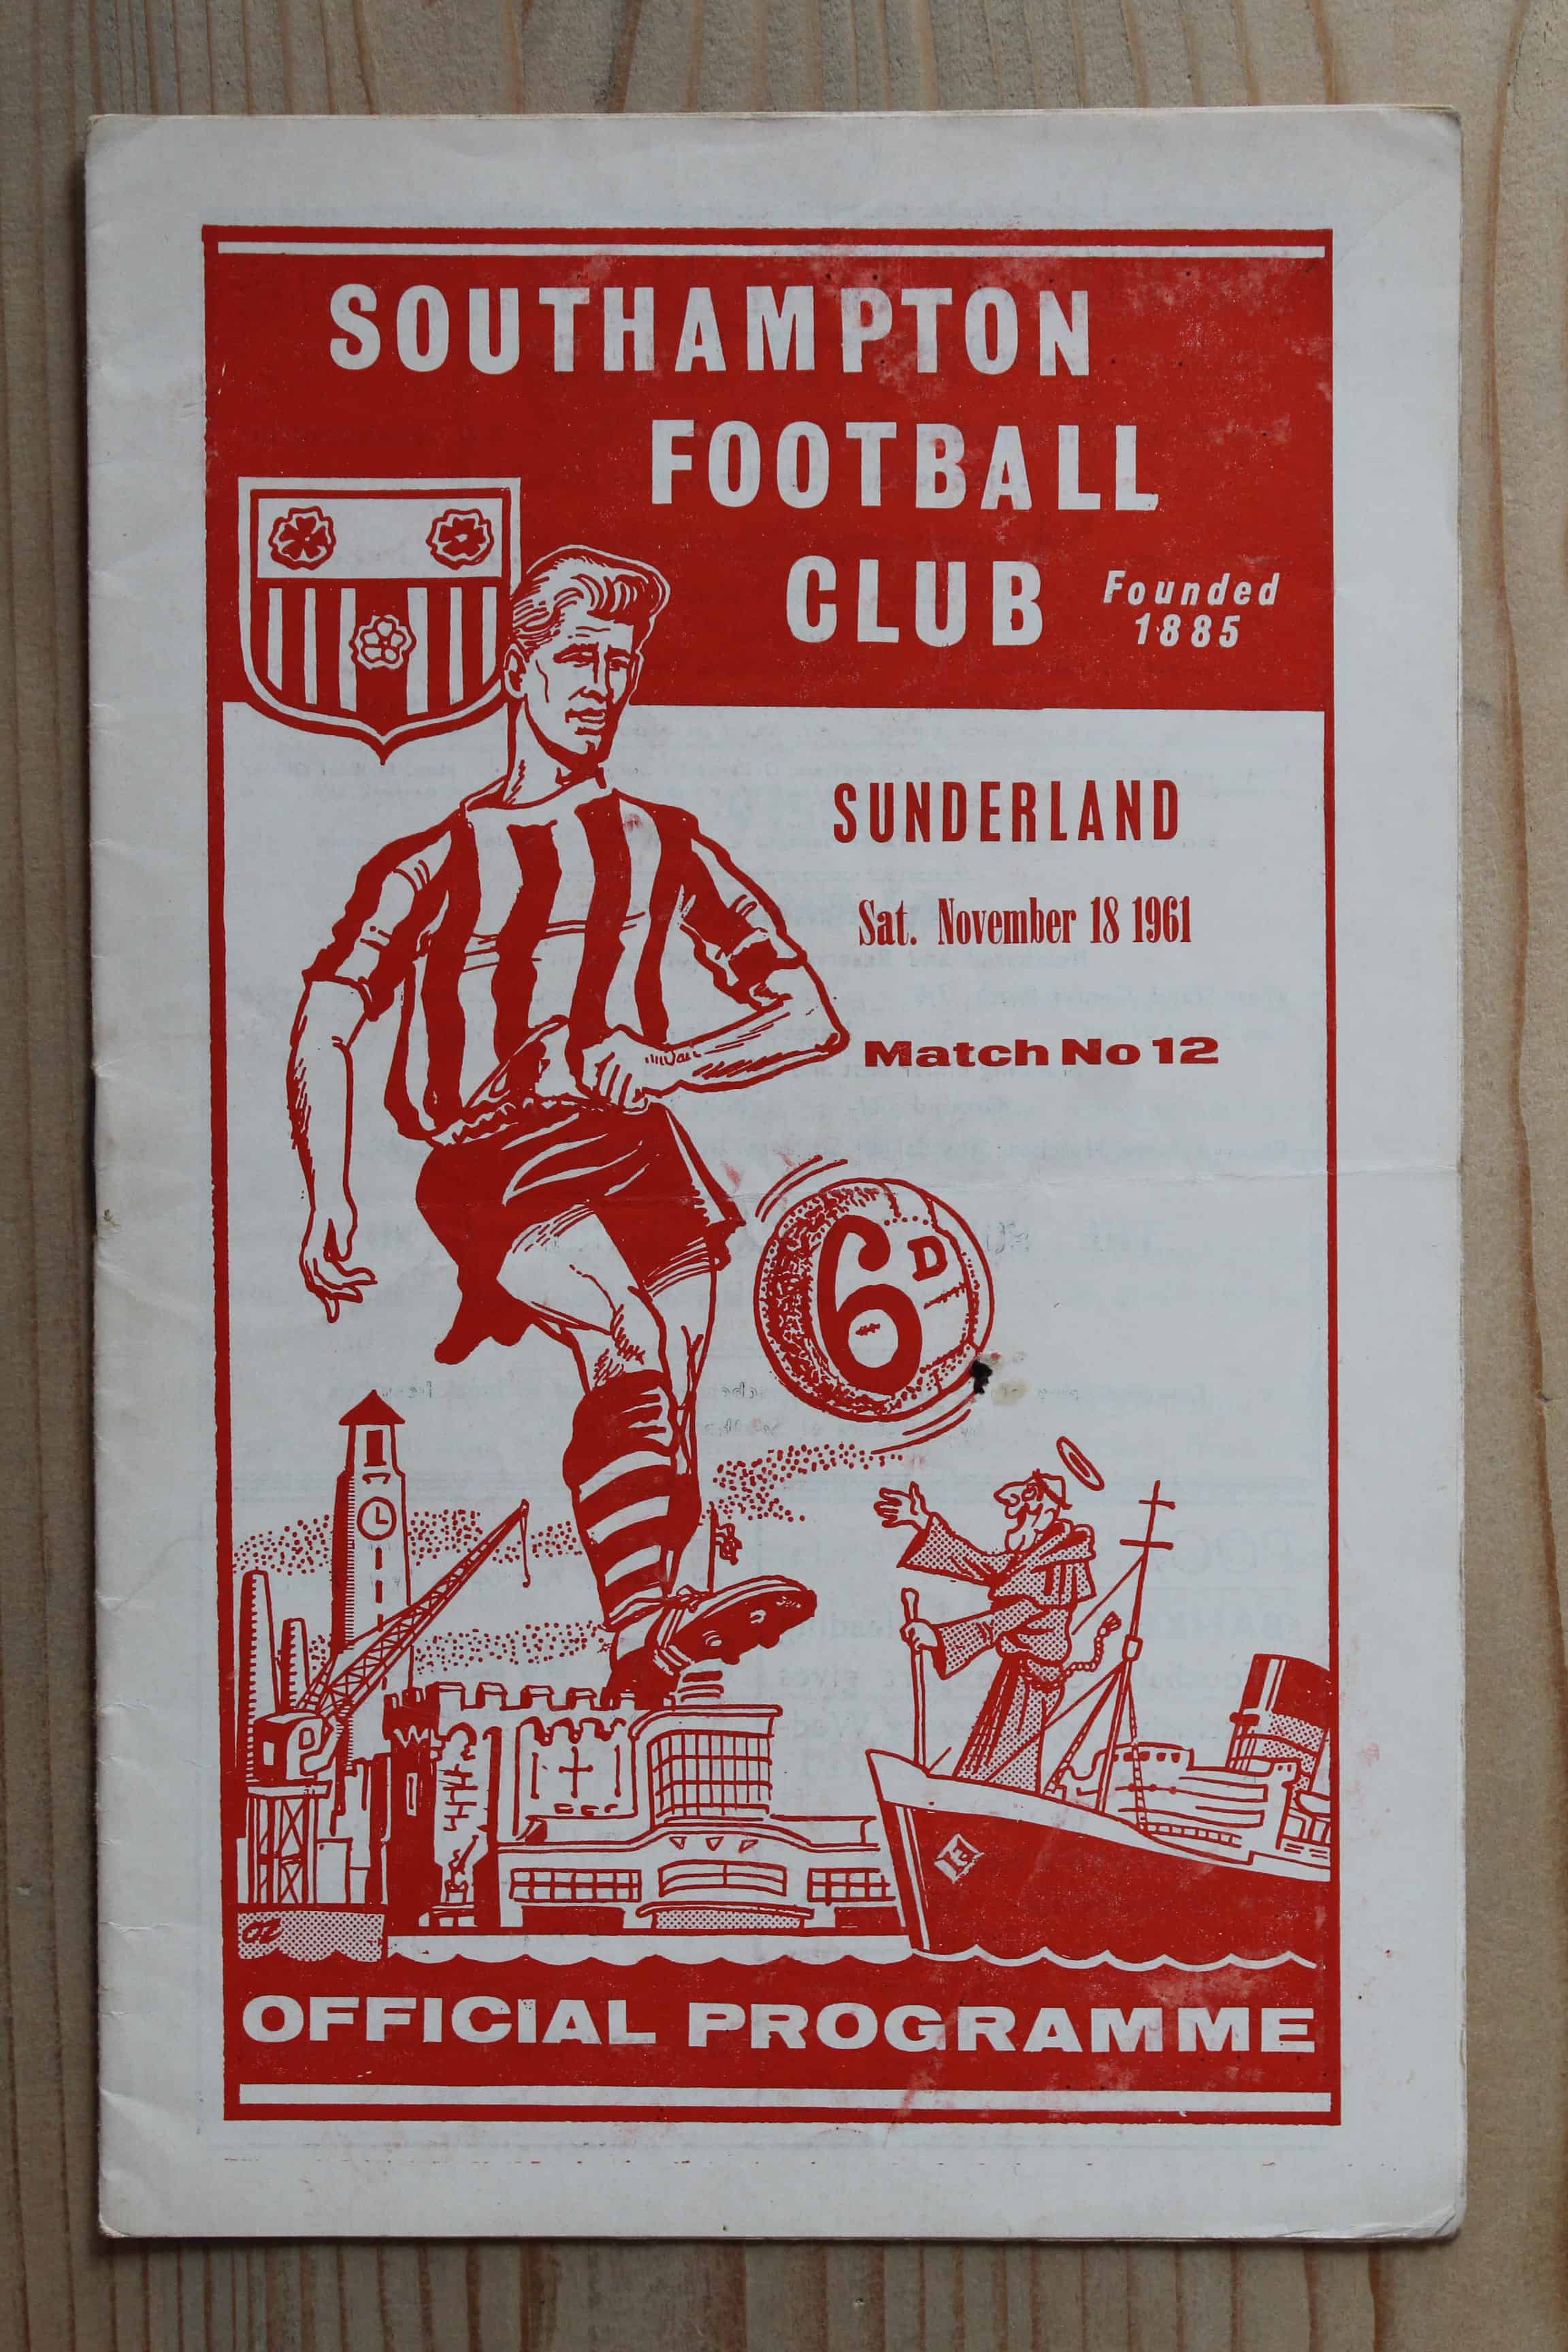 SOUTHAMPTON
FOOTBALL
CLUB
Founded
1885
SUNDERLAND
Sat. November 18 1961
Match No 12
6D
OFFICIAL PROGRAMME